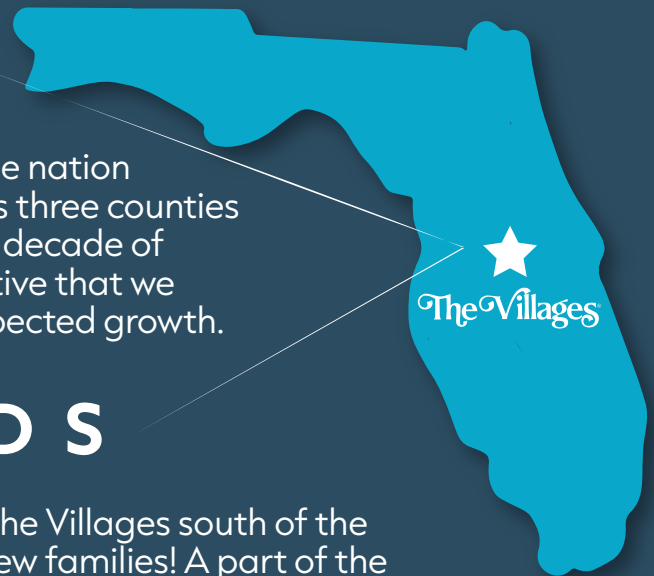 e nation
s three counties
decade of
tive that we
pected growth.
The Villages®
D S
he Villages south of the
ew families! A part of the